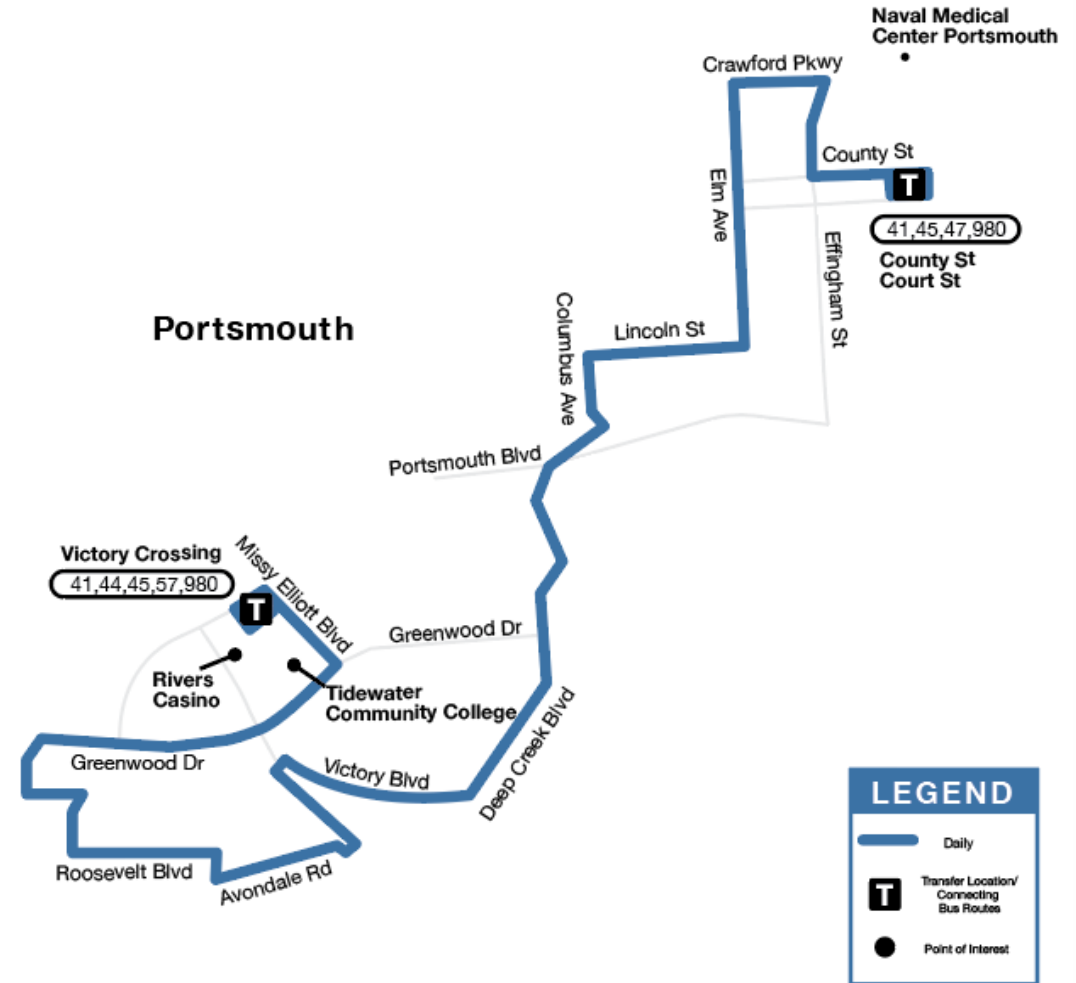 Naval Medical
Center Portsmouth
Crawford Pkwy
County St
T
Elm Ave
41,45,47,980
County St
Court St
Effingham St
Columbus Ave
Lincoln St
Portsmouth
Portsmouth Blvd
Victory Crossing
41,44,45,57,980
Missy Elliott Blvd
T
Greenwood Dr
Rivers
Casino
Tidewater
Community College
Greenwood Dr
Victory Blvd
Deep Creek Blvd
Roosevelt Blvd
Avondale Rd
LEGEND
Daily
T
Transfer Location/
Connecting
Bus Routes
Point of Interest